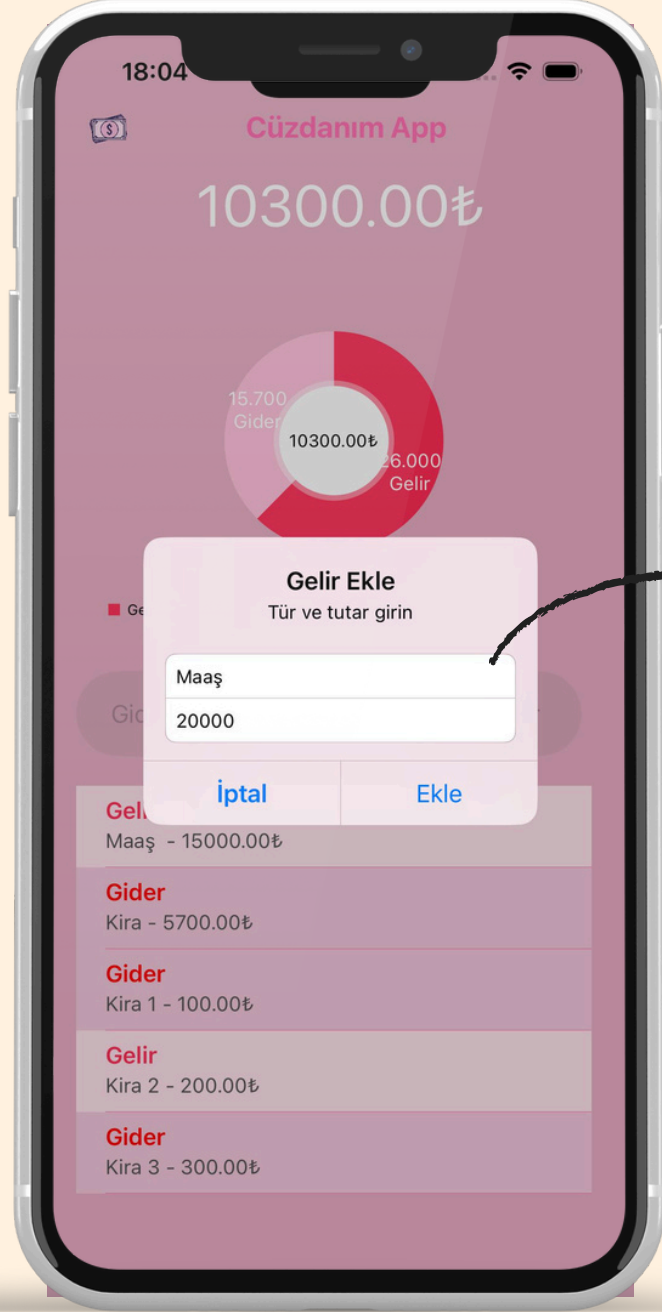 18:04
Cüzdanım App
10300.00₺
15.700
Gider
10300.00₺
26.000
Gelir
Gelir Ekle
Tür ve tutar girin
Maaş
20000
İptal
Ekle
Maaş - 15000.00₺
Gider
Kira - 5700.00₺
Gider
Kira 1 - 100.00₺
Gelir
Kira 2 - 200.00₺
Gider
Kira 3 - 300.00₺